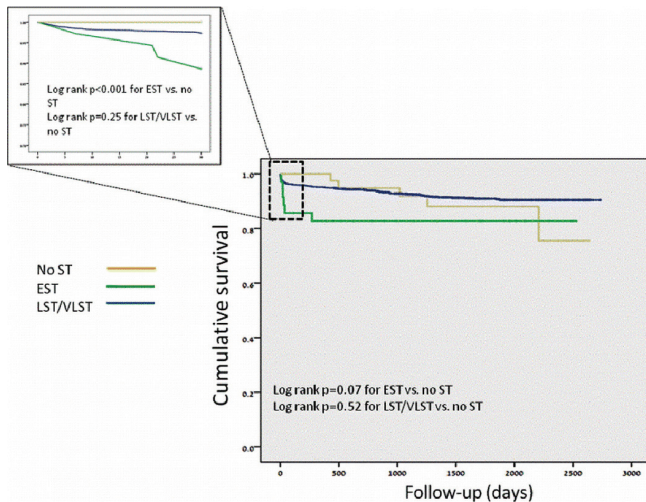 Log rank p<0.001 for EST vs. no
ST
Log rank p=0.25 for LST/VLST vs.
no ST
No ST
EST
LST/VLST
Cumulative survival
1.0
0.8
0.6
0.4
0.2
0.0
Log rank p=0.07 for EST vs. no ST
Log rank p=0.52 for LST/VLST vs. no ST
0
500
1000
1500
2000
2500
3000
Follow-up (days)